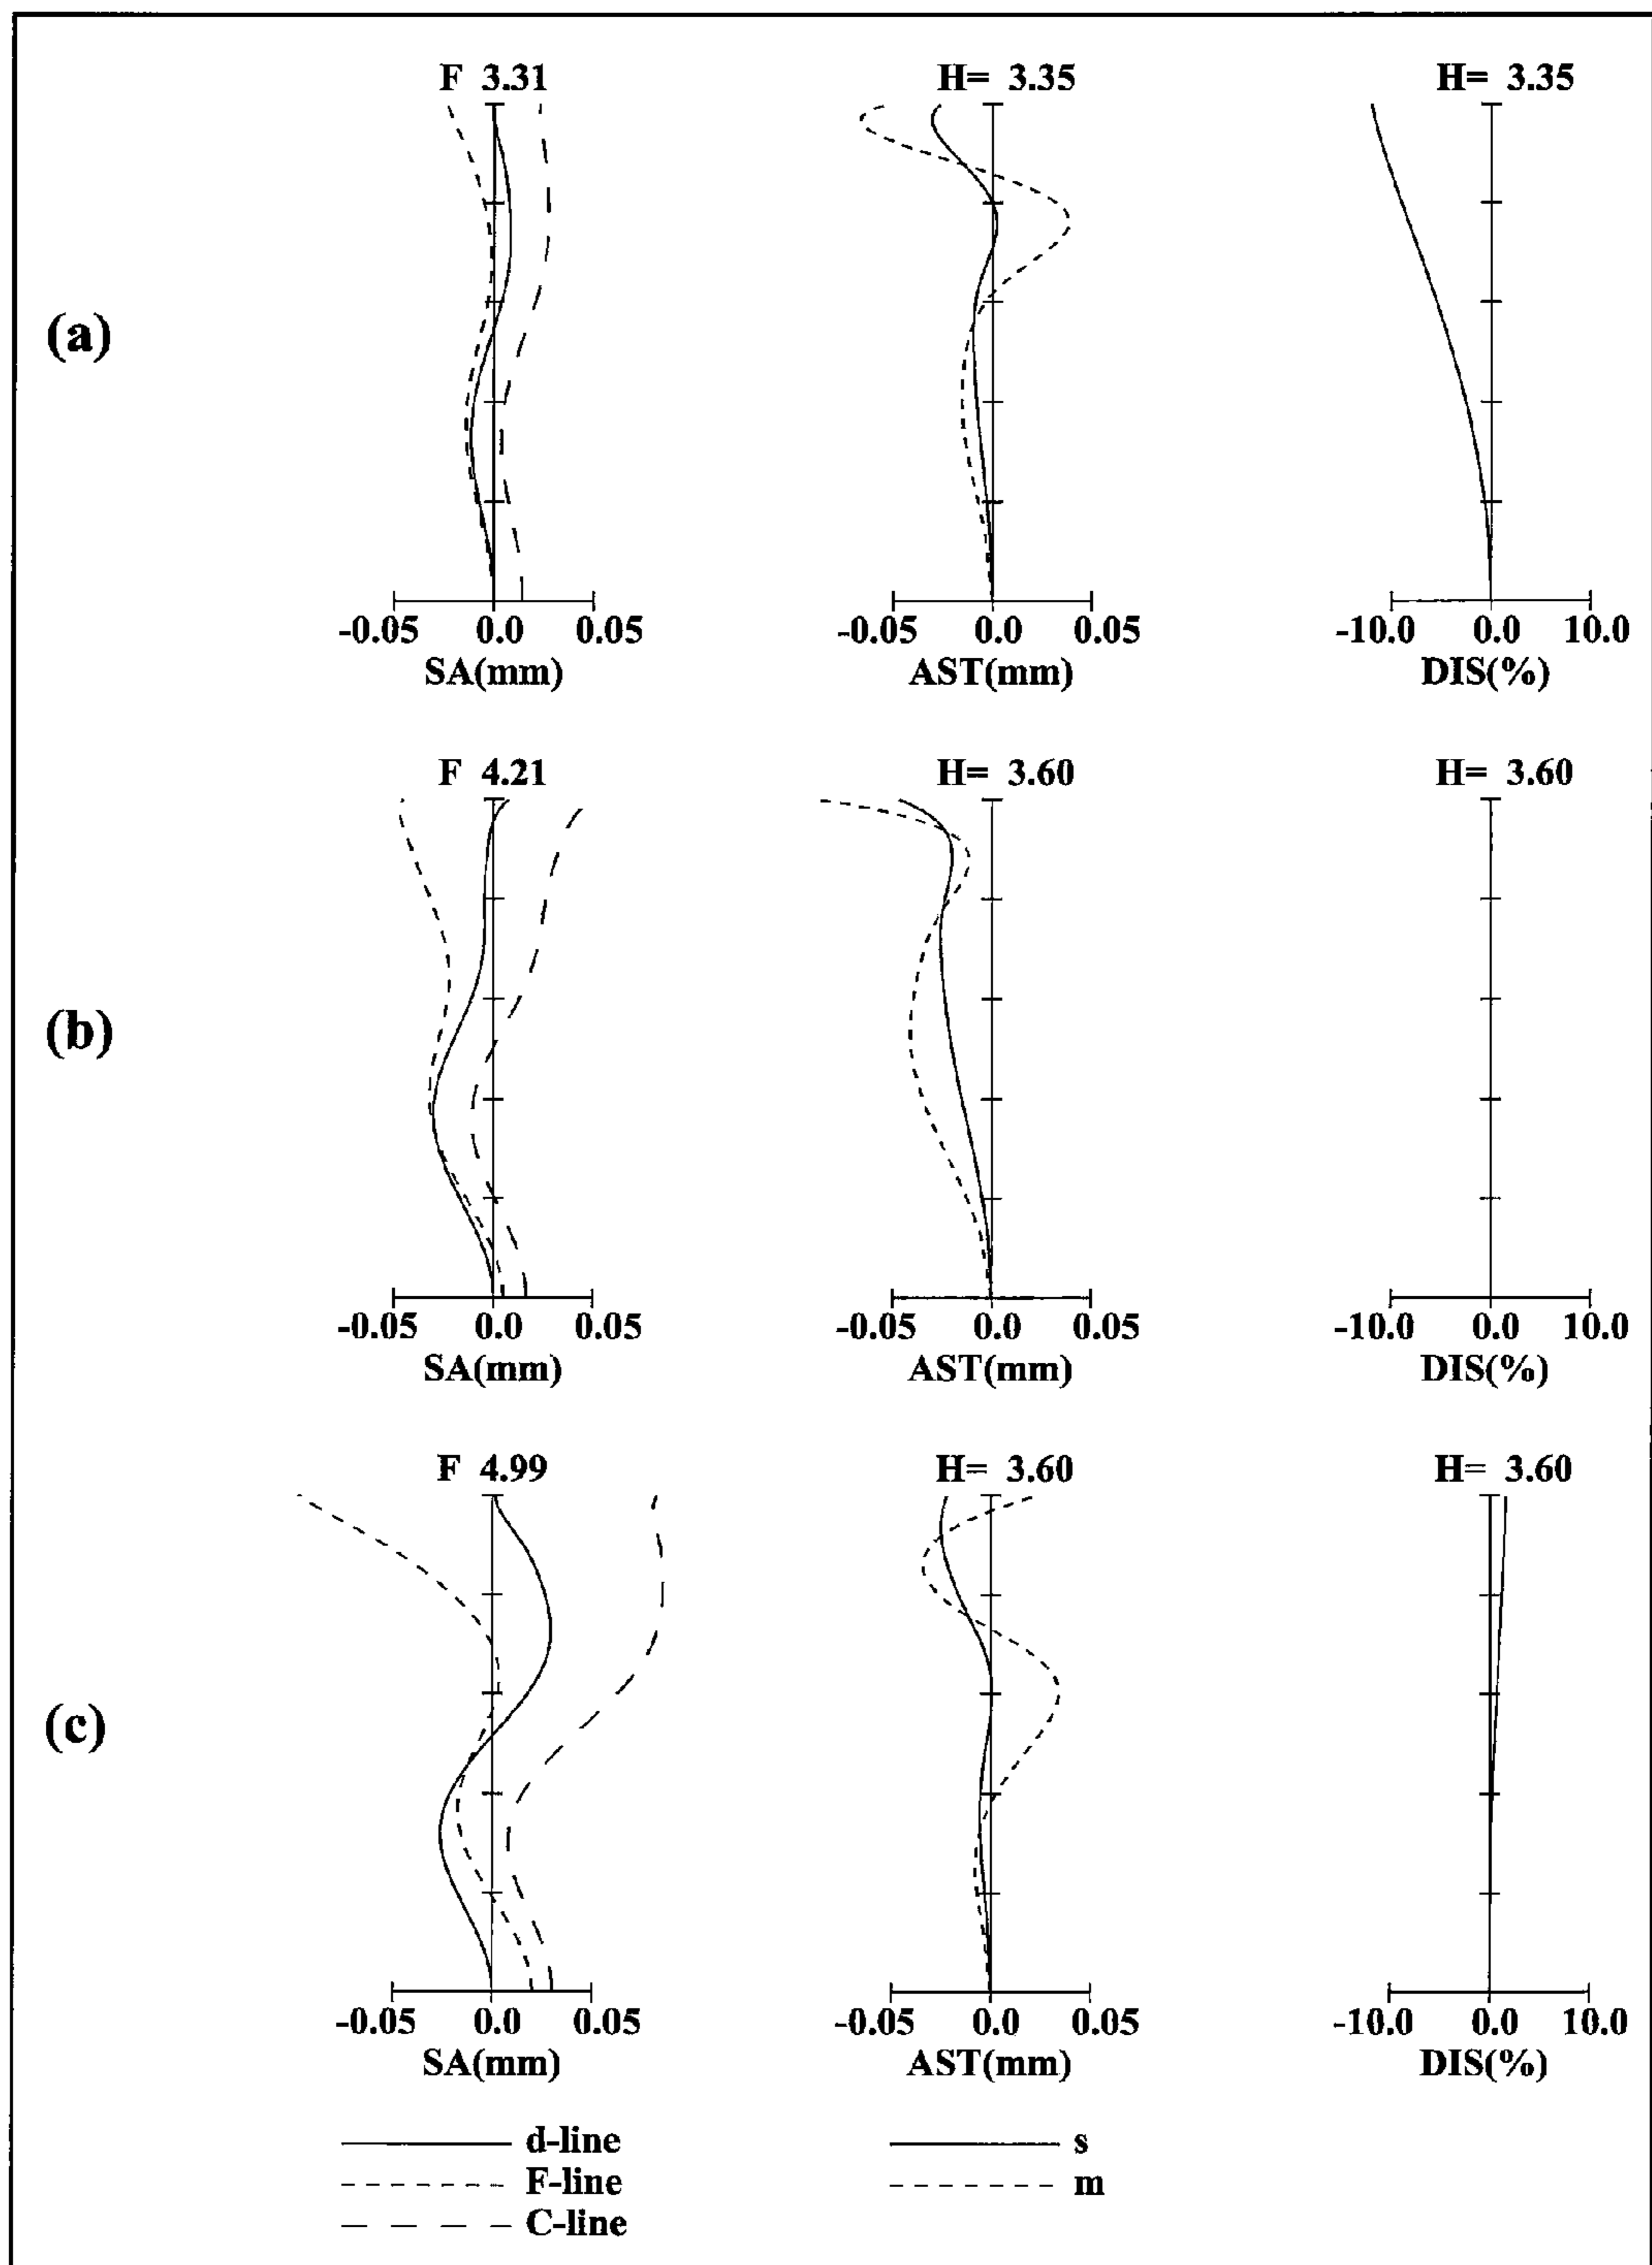 F 3.31 H= 3.35 H= 3.35
(a)
-0.05 0.0 0.05 -0.05 0.0 0.05 -10.0 0.0 10.0
SA(mm) AST(mm) DIS(%)
F 4.21 H= 3.60 H= 3.60
(b)
-0.05 0.0 0.05 -0.05 0.0 0.05 -10.0 0.0 10.0
SA(mm) AST(mm) DIS(%)
F 4.99 H= 3.60 H= 3.60
(c)
-0.05 0.0 0.05 -0.05 0.0 0.05 -10.0 0.0 10.0
SA(mm) AST(mm) DIS(%)
d-line s
F-line m
C-line